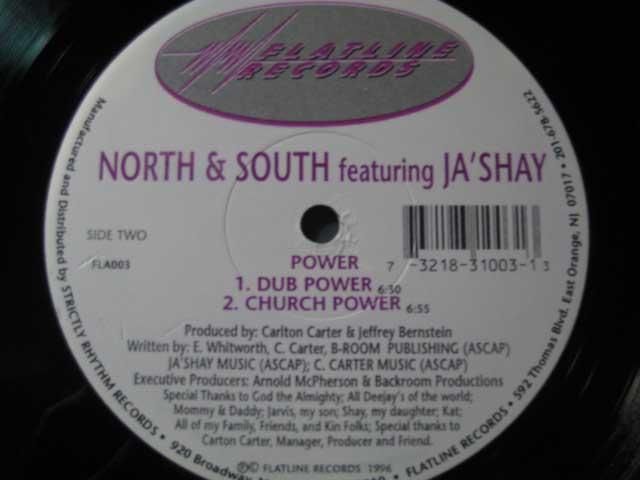 FLATLINE
RECORDS
NORTH & SOUTH featuring JA'SHAY
SIDE TWO
FLA003
POWER
1. DUB POWER 6:30
2. CHURCH POWER 6:55
7 -3218-31003-1 3
Produced by: Carlton Carter & Jeffrey Bernstein
Written by: E. Whitworth, C. Carter, B-ROOM PUBLISHING (ASCAP)
JA'SHAY MUSIC (ASCAP); C. CARTER MUSIC (ASCAP)
Executive Producers: Arnold McPherson & Backroom Productions
Special Thanks to God the Almighty; All Deejay's of the world;
Mommy & Daddy; Jarvis, my son; Shay, my daughter; Kat;
All of my Family, Friends, and Kin Folks; Special thanks to
Carton Carter, Manager, Producer and Friend.
℗© FLATLINE RECORDS 1996
Manufactured and Distributed by STRICTLY RHYTHM RECORDS • 920 Broadway
FLATLINE RECORDS • 592 Thomas Blvd. East Orange, NJ 07017 • 201-678-5622